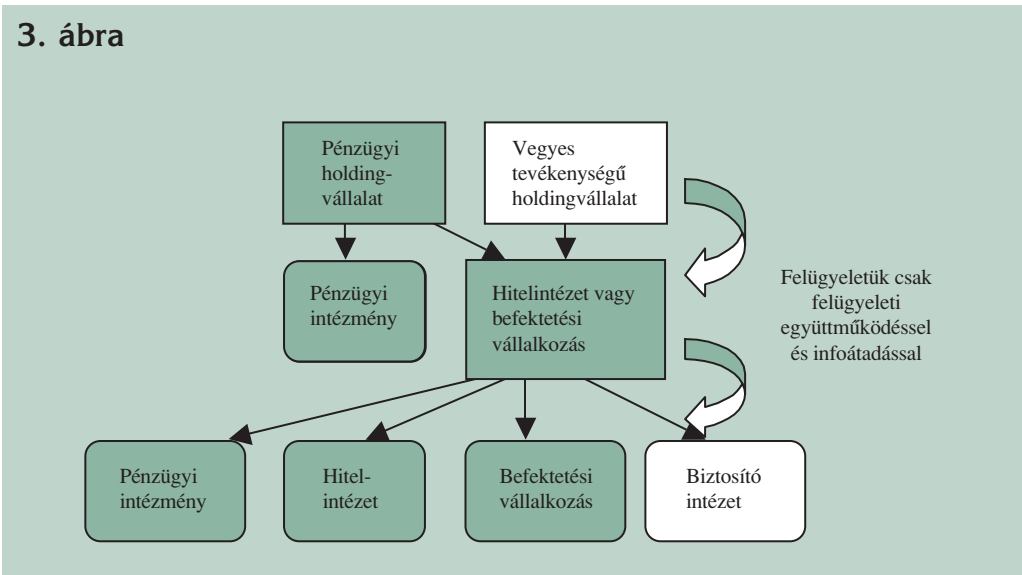 3. ábra
Pénzügyi
holding-
vállalat
Vegyes
tevékenységű
holdingvállalat
Pénzügyi
intézmény
Hitelintézet vagy
befektetési
vállalkozás
Felügyeletük csak
felügyeleti
együttműködéssel
és infoátadással
Pénzügyi
intézmény
Hitel-
intézet
Befektetési
vállalkozás
Biztosító
intézet